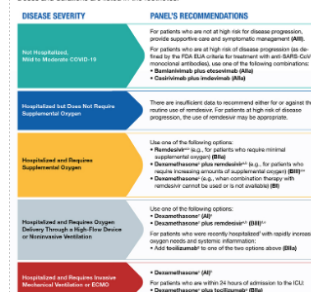 DISEASE SEVERITY
PANEL'S RECOMMENDATIONS
Not Hospitalized,
Mild to Moderate COVID-19
For patients who are not at high risk for disease progression,
provide supportive care and symptomatic management (AIII).
For patients who are at high risk of disease progression (as de-
fined by the FDA EUA criteria for treatment with anti-SARS-CoV
monoclonal antibodies), use one of the following combinations:
• Bamlanivimab plus etesevimab (AIIa)
• Casirivimab plus imdevimab (AIIa)
Hospitalized but Does Not Require
Supplemental Oxygen
There are insufficient data to recommend either for or against the
routine use of remdesivir. For patients at high risk of disease
progression, the use of remdesivir may be appropriate.
Hospitalized and Requires
Supplemental Oxygen
Use one of the following options:
• Remdesivir (e.g., for patients who require minimal
supplemental oxygen) (BIIa)
• Dexamethasone plus remdesivir (e.g., for patients who
require increasing amounts of supplemental oxygen) (BIII)
• Dexamethasone (e.g., when combination therapy with
remdesivir cannot be used or is not available) (BI)
Hospitalized and Requires Oxygen
Delivery Through a High-Flow Device
or Noninvasive Ventilation
Use one of the following options:
• Dexamethasone (AI)
• Dexamethasone plus remdesivir (BIII)
For patients who were recently hospitalized with rapidly increas
oxygen needs and systemic inflammation:
• Add tocilizumab to one of the two options above (BIIa)
Hospitalized and Requires Invasive
Mechanical Ventilation or ECMO
• Dexamethasone (AI)
For patients who are within 24 hours of admission to the ICU:
• Dexamethasone plus tocilizumab (BIIa)